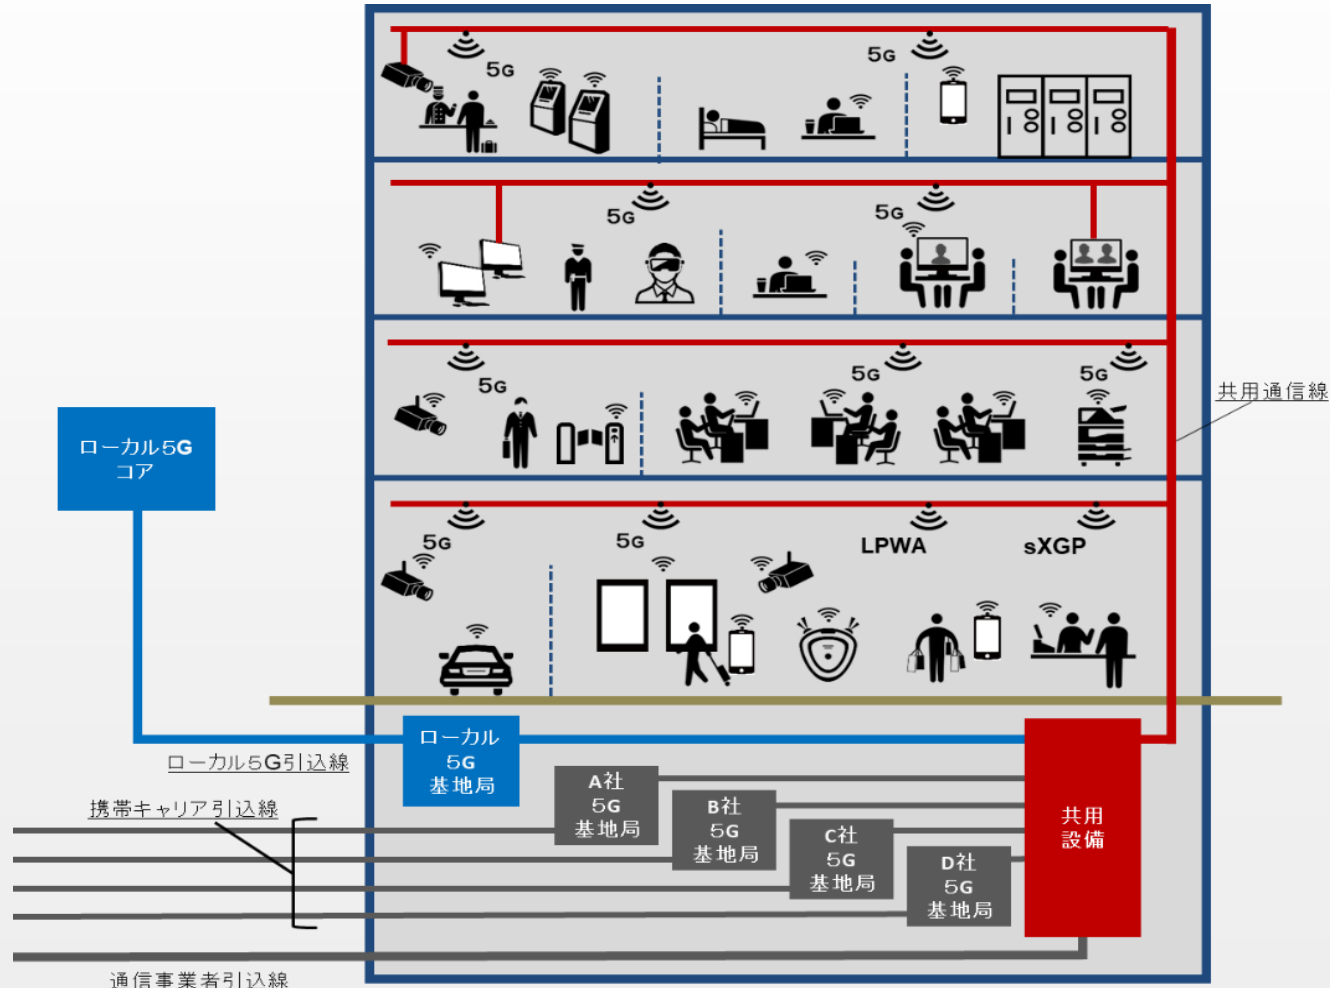 5G
5G
5G
5G
5G
5G
5G
共用通信線
ローカル5G
コア
5G
5G
LPWA
sXGP
ローカル
5G
基地局
ローカル5G引込線
A社
5G
基地局
携帯キャリア引込線
B社
5G
基地局
共用
設備
C社
5G
基地局
D社
5G
基地局
通信事業者引込線